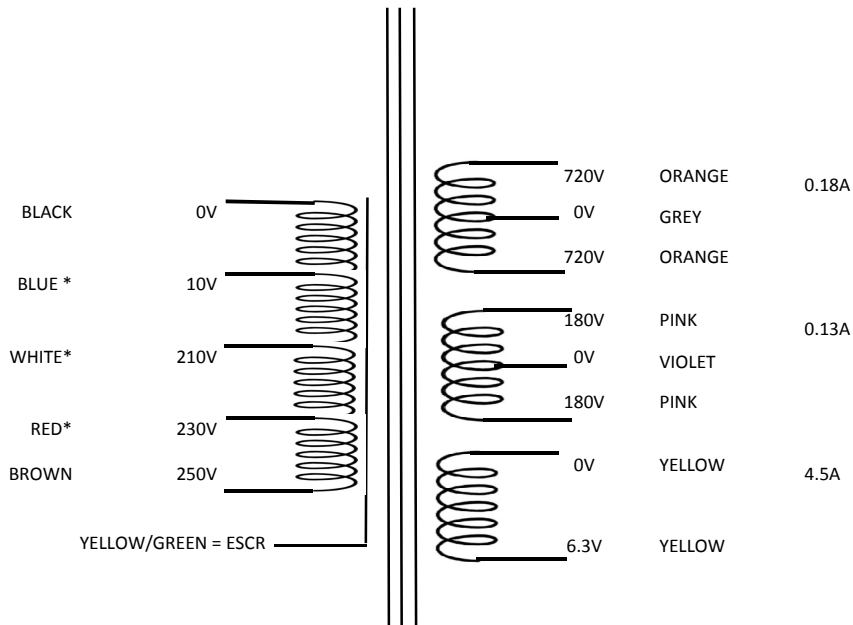 BLACK 0V
BLUE * 10V
WHITE* 210V
RED* 230V
BROWN 250V
YELLOW/GREEN = ESCR
720V ORANGE 0.18A
0V GREY
720V ORANGE
180V PINK 0.13A
0V VIOLET
180V PINK
0V YELLOW 4.5A
6.3V YELLOW